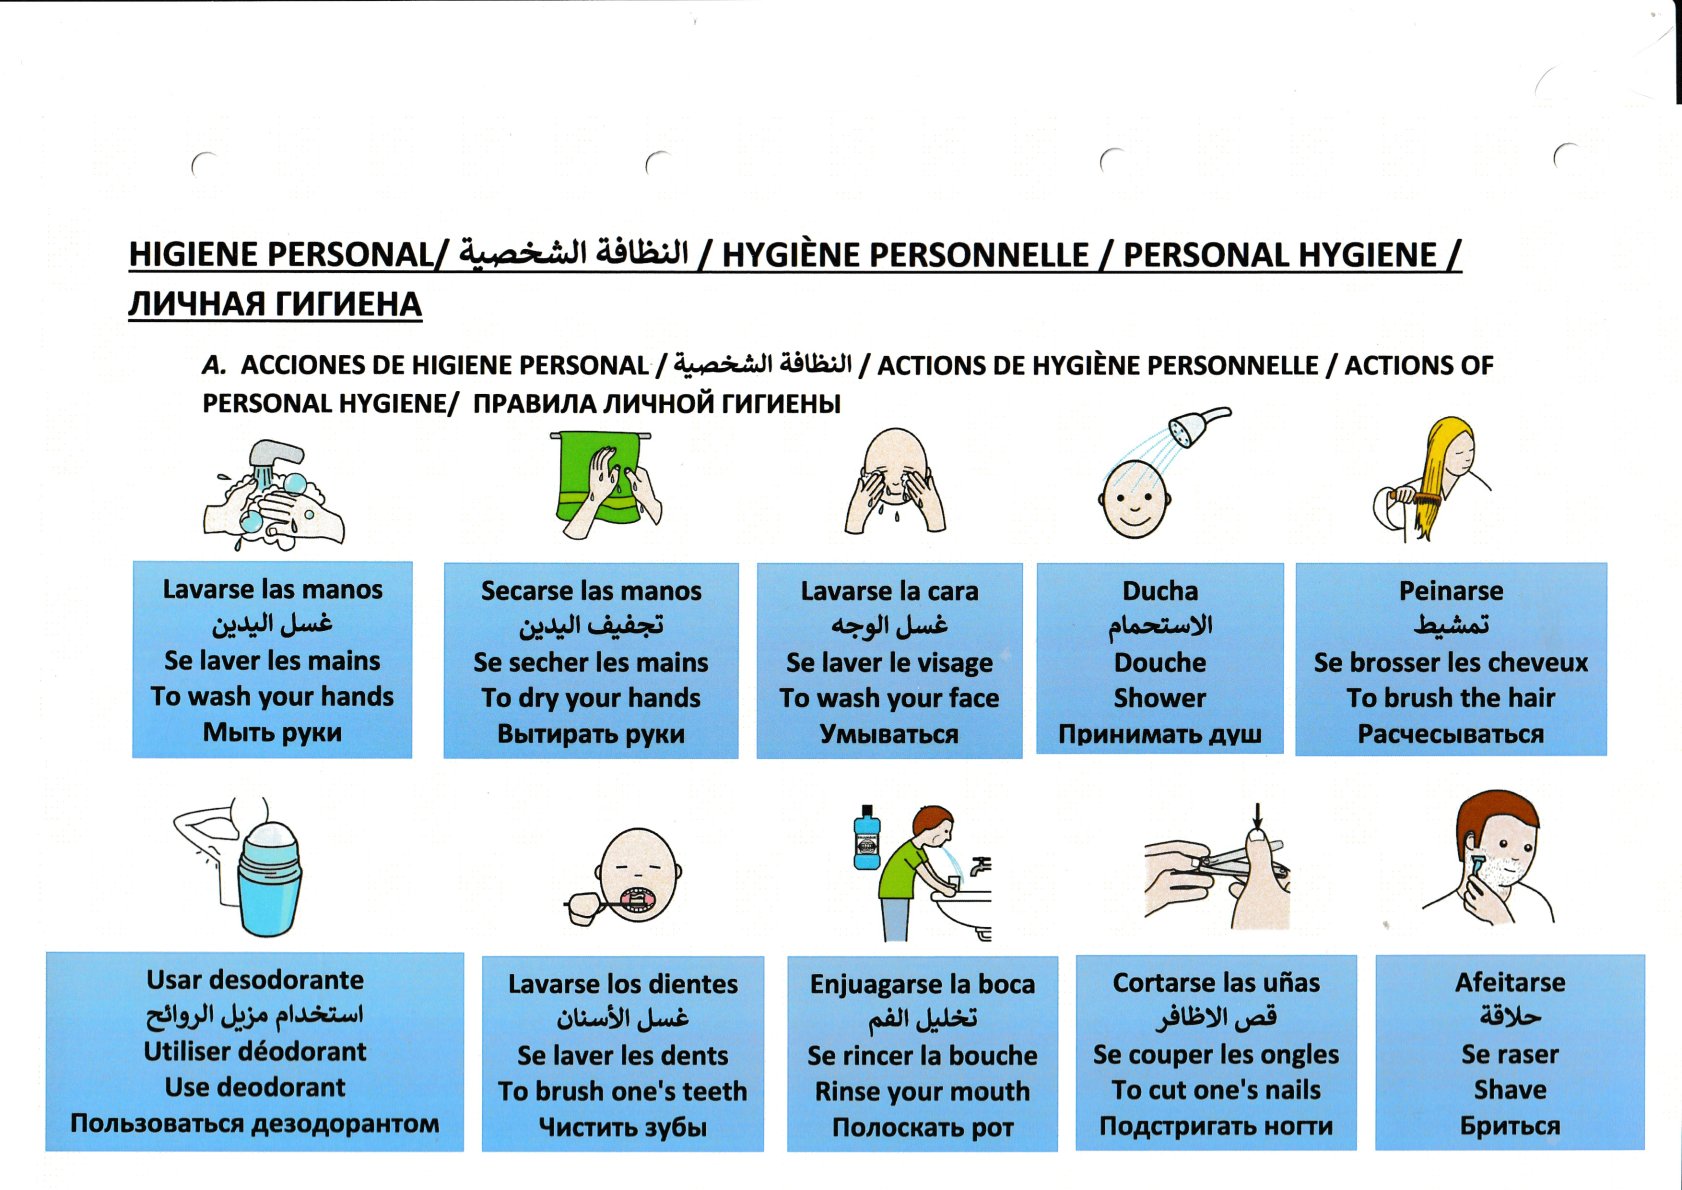 HIGIENE PERSONAL/ النظافة الشخصية / HYGIÈNE PERSONNELLE / PERSONAL HYGIENE /
ЛИЧНАЯ ГИГИЕНА
A. ACCIONES DE HIGIENE PERSONAL / النظافة الشخصية / ACTIONS DE HYGIÈNE PERSONNELLE / ACTIONS OF
PERSONAL HYGIENE/ ПРАВИЛА ЛИЧНОЙ ГИГИЕНЫ
Lavarse las manos
غسل اليدين
Se laver les mains
To wash your hands
Мыть руки
Secarse las manos
تجفيف اليدين
Se secher les mains
To dry your hands
Вытирать руки
Lavarse la cara
غسل الوجه
Se laver le visage
To wash your face
Умываться
Ducha
الاستحمام
Douche
Shower
Принимать душ
Peinarse
تمشيط
Se brosser les cheveux
To brush the hair
Расчесываться
Usar desodorante
استخدام مزيل الروائح
Utiliser déodorant
Use deodorant
Пользоваться дезодорантом
Lavarse los dientes
غسل الأسنان
Se laver les dents
To brush one's teeth
Чистить зубы
Enjuagarse la boca
تخليل الفم
Se rincer la bouche
Rinse your mouth
Полоскать рот
Cortarse las uñas
قص الاظافر
Se couper les ongles
To cut one's nails
Подстригать ногти
Afeitarse
حلاقة
Se raser
Shave
Бриться